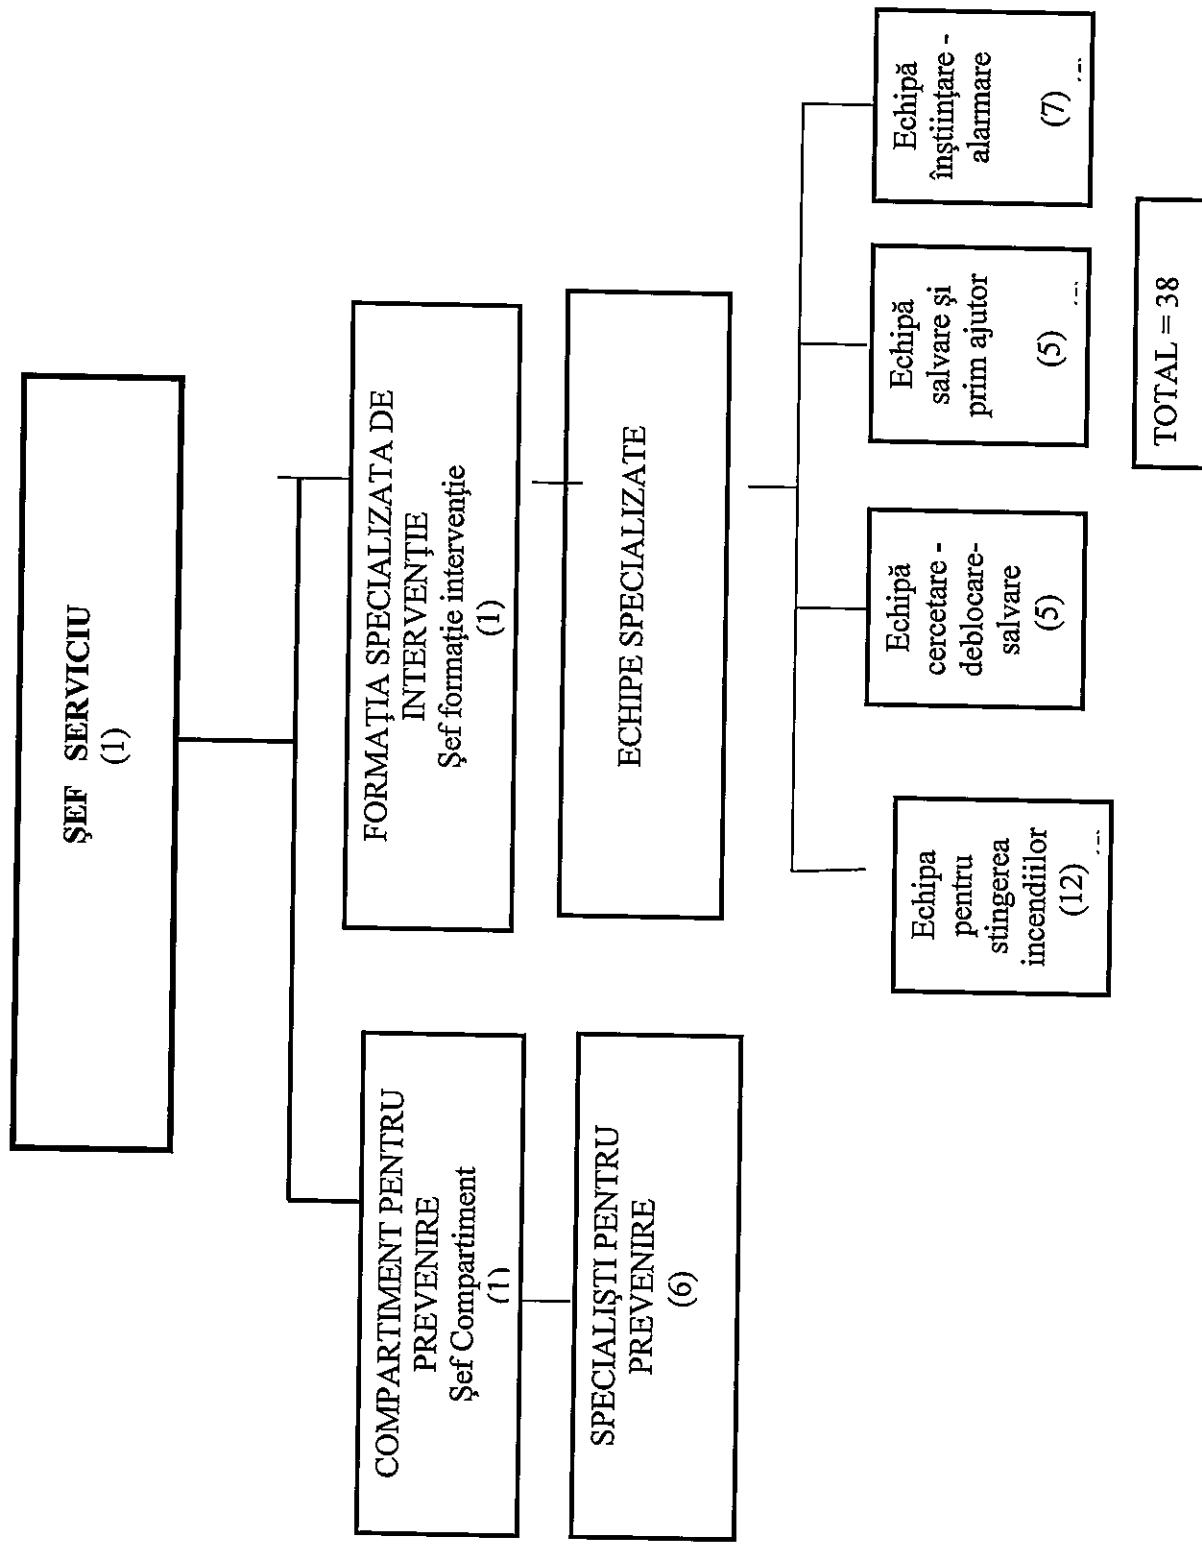 ŞEF SERVICIU
(1)
COMPARTIMENT PENTRU
PREVENIRE
Şef Compartiment
(1)
FORMAŢIA SPECIALIZATA DE
INTERVENŢIE
Şef formaţie intervenţie
(1)
SPECIALIŞTI PENTRU
PREVENIRE
(6)
ECHIPE SPECIALIZATE
Echipa
pentru
stingerea
incendiilor
(12)
Echipă
cercetare -
deblocare-
salvare
(5)
Echipă
salvare şi
prim ajutor
(5)
Echipă
înştiinţare -
alarmare
(7)
TOTAL = 38